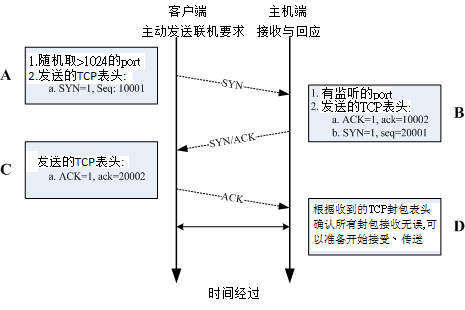 客户端
主动发送联机要求
主机端
接收与回应
A
1.随机取>1024的port
2.发送的TCP表头:
a. SYN=1, Seq: 10001
SYN
1. 有监听的port
2. 发送的TCP表头:
a. ACK=1, ack=10002
b. SYN=1, seq=20001
B
SYN/ACK
C
发送的TCP表头:
a. ACK=1, ack=20002
ACK
根据收到的TCP封包表头
确认所有封包接收无误,可
以准备开始接受、传送
D
时间经过